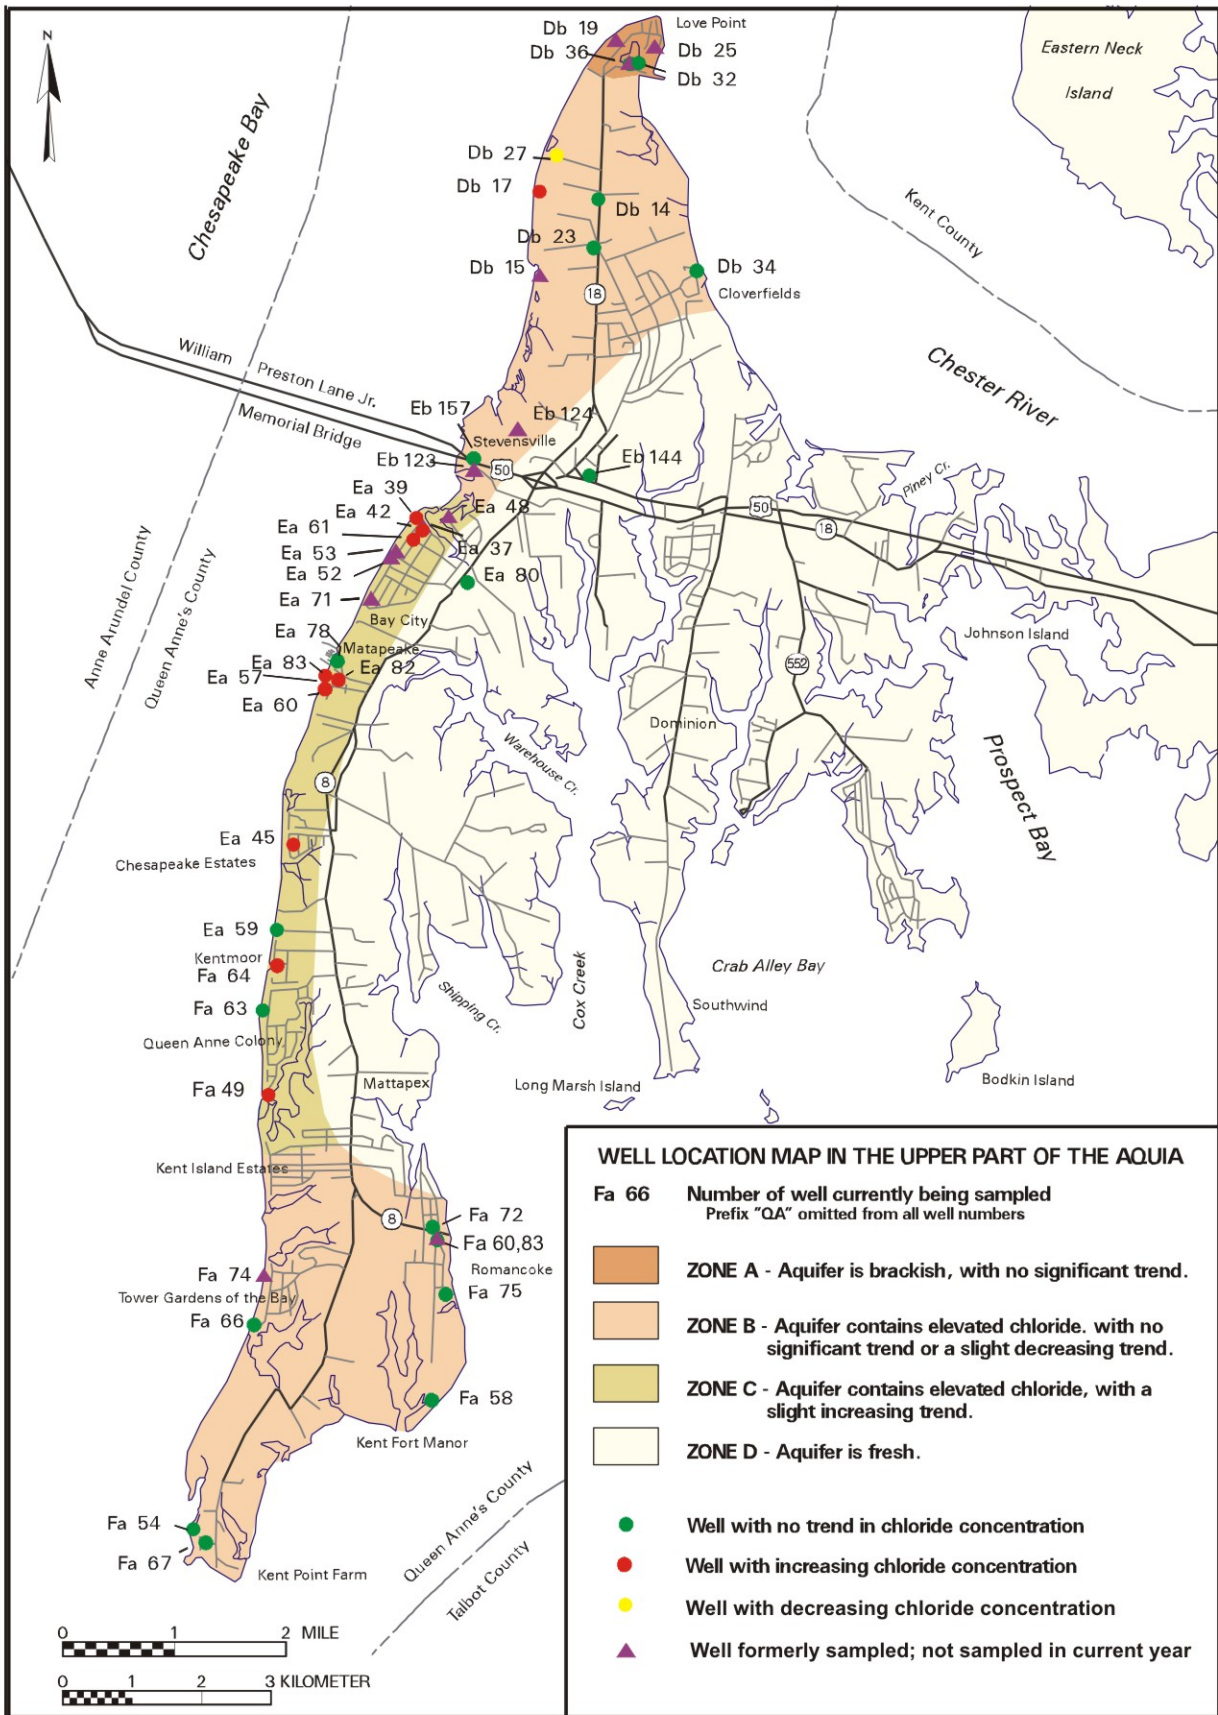 N
Love Point
Db 19
Db 36
Db 25
Db 32
Eastern Neck
Island
Chesapeake Bay
Db 27
Db 17
Db 14
Db 23
Db 15
Db 34
Cloverfields
Kent County
18
William
Preston Lane Jr.
Memorial Bridge
Chester River
Eb 157
Eb 124
Stevensville
Eb 123
50
Eb 144
Piney Cr.
50
18
Ea 39
Ea 42
Ea 48
Ea 61
Ea 37
Ea 53
Ea 52
Ea 80
Ea 71
Bay City
Anne Arundel County
Queen Anne's County
Johnson Island
Ea 78
Matapeake
Ea 83
Ea 82
Ea 57
Ea 60
552
Dominion
Warehouse Cr.
Prospect Bay
8
Ea 45
Chesapeake Estates
Ea 59
Kentmoor
Fa 64
Fa 63
Queen Anne Colony
Shipping Cr.
Cox Creek
Crab Alley Bay
Southwind
Fa 49
Mattapex
Long Marsh Island
Bodkin Island
Kent Island Estates
8
Fa 72
Fa 60,83
Romancoke
Fa 74
Tower Gardens of the Bay
Fa 75
Fa 66
Fa 58
Kent Fort Manor
Queen Anne's County
Talbot County
Fa 54
Fa 67
Kent Point Farm
0 1 2 MILE
0 1 2 3 KILOMETER
WELL LOCATION MAP IN THE UPPER PART OF THE AQUIA
Fa 66 Number of well currently being sampled
Prefix "QA" omitted from all well numbers
ZONE A - Aquifer is brackish, with no significant trend.
ZONE B - Aquifer contains elevated chloride. with no
significant trend or a slight decreasing trend.
ZONE C - Aquifer contains elevated chloride, with a
slight increasing trend.
ZONE D - Aquifer is fresh.
Well with no trend in chloride concentration
Well with increasing chloride concentration
Well with decreasing chloride concentration
Well formerly sampled; not sampled in current year